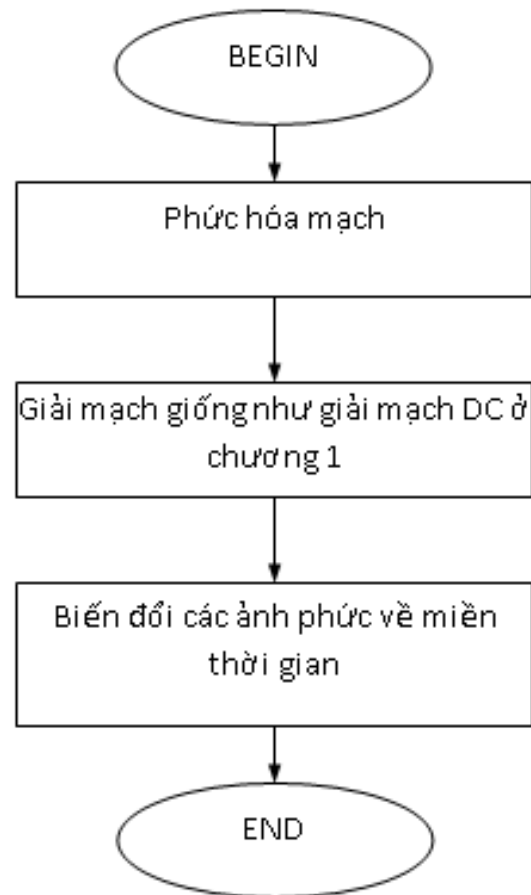 BEGIN
Phức hóa mạch
Giải mạch giống như giải mạch DC ở
chương 1
Biến đổi các ảnh phức về miền
thời gian
END